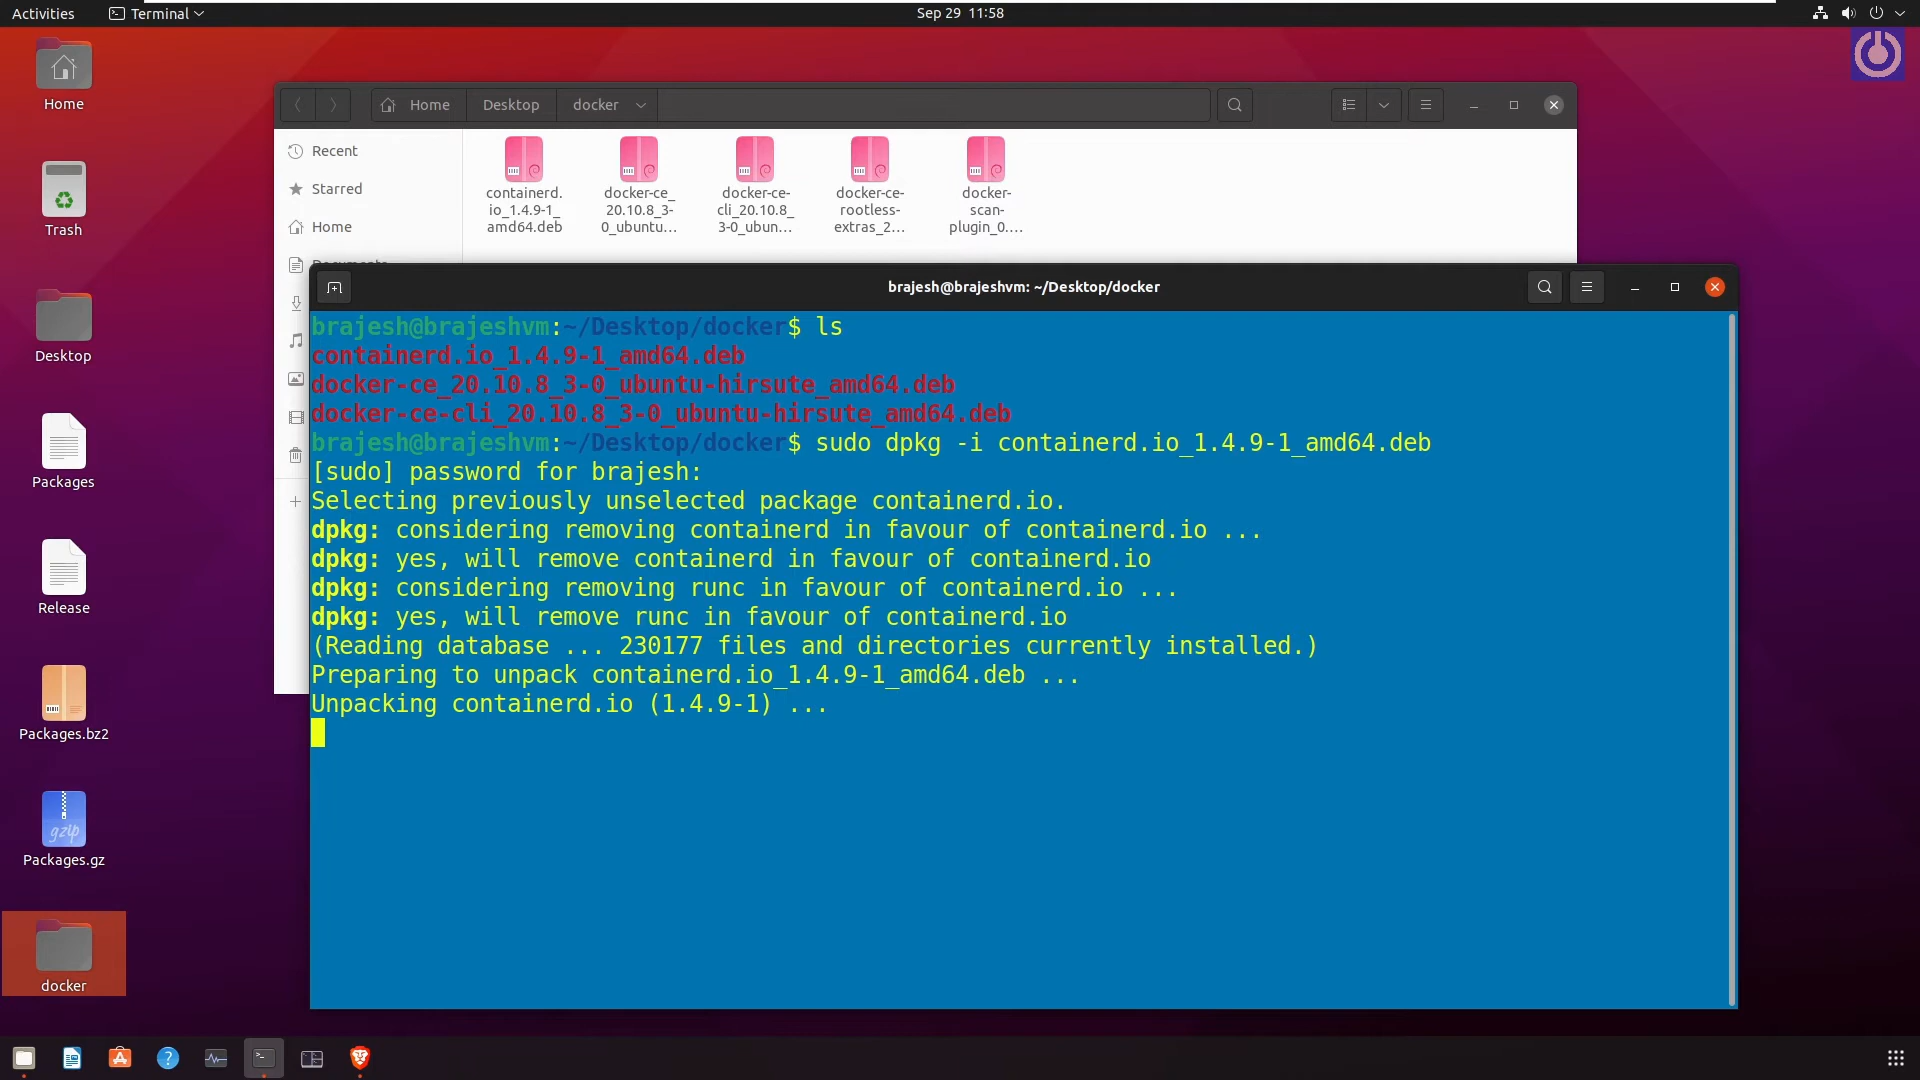 Activities
Terminal
Sep 29 11:58
Home
Trash
Desktop
Packages
Release
Packages.bz2
gzip
Packages.gz
docker
Home
Desktop
docker
Recent
Starred
Home
containerd.
io_1.4.9-1_
amd64.deb
docker-ce_
20.10.8_3-
0_ubuntu...
docker-ce-
cli_20.10.8_
3-0_ubun...
docker-ce-
rootless-
extras_2...
docker-
scan-
plugin_0....
brajesh@brajeshvm: ~/Desktop/docker
brajesh@brajeshvm:~/Desktop/docker$ ls
containerd.io_1.4.9-1_amd64.deb
docker-ce_20.10.8_3-0_ubuntu-hirsute_amd64.deb
docker-ce-cli_20.10.8_3-0_ubuntu-hirsute_amd64.deb
brajesh@brajeshvm:~/Desktop/docker$ sudo dpkg -i containerd.io_1.4.9-1_amd64.deb
[sudo] password for brajesh:
Selecting previously unselected package containerd.io.
dpkg: considering removing containerd in favour of containerd.io ...
dpkg: yes, will remove containerd in favour of containerd.io
dpkg: considering removing runc in favour of containerd.io ...
dpkg: yes, will remove runc in favour of containerd.io
(Reading database ... 230177 files and directories currently installed.)
Preparing to unpack containerd.io_1.4.9-1_amd64.deb ...
Unpacking containerd.io (1.4.9-1) ...